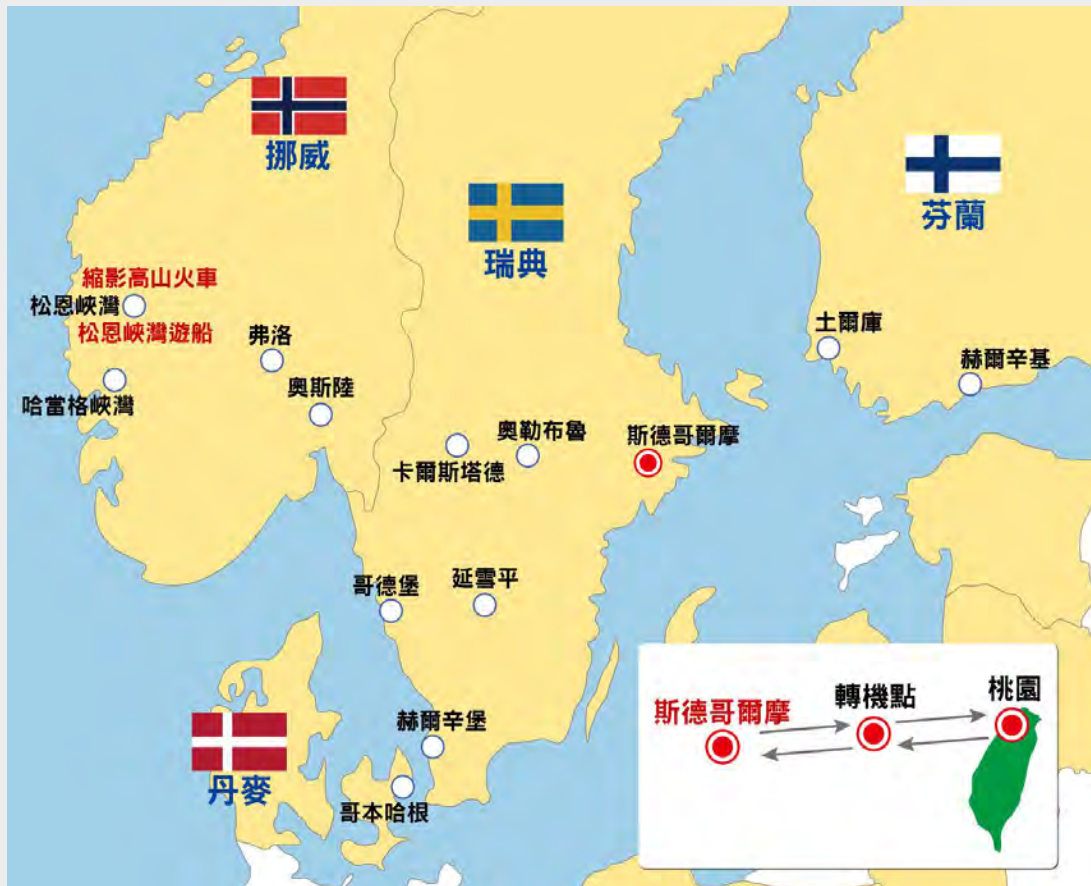 挪威
瑞典
芬蘭
縮影高山火車
松恩峽灣
松恩峽灣遊船
弗洛
哈當格峽灣
奧斯陸
土爾庫
赫爾辛基
奧勒布魯
斯德哥爾摩
卡爾斯塔德
哥德堡
延雪平
赫爾辛堡
丹麥
哥本哈根
斯德哥爾摩
轉機點
桃園